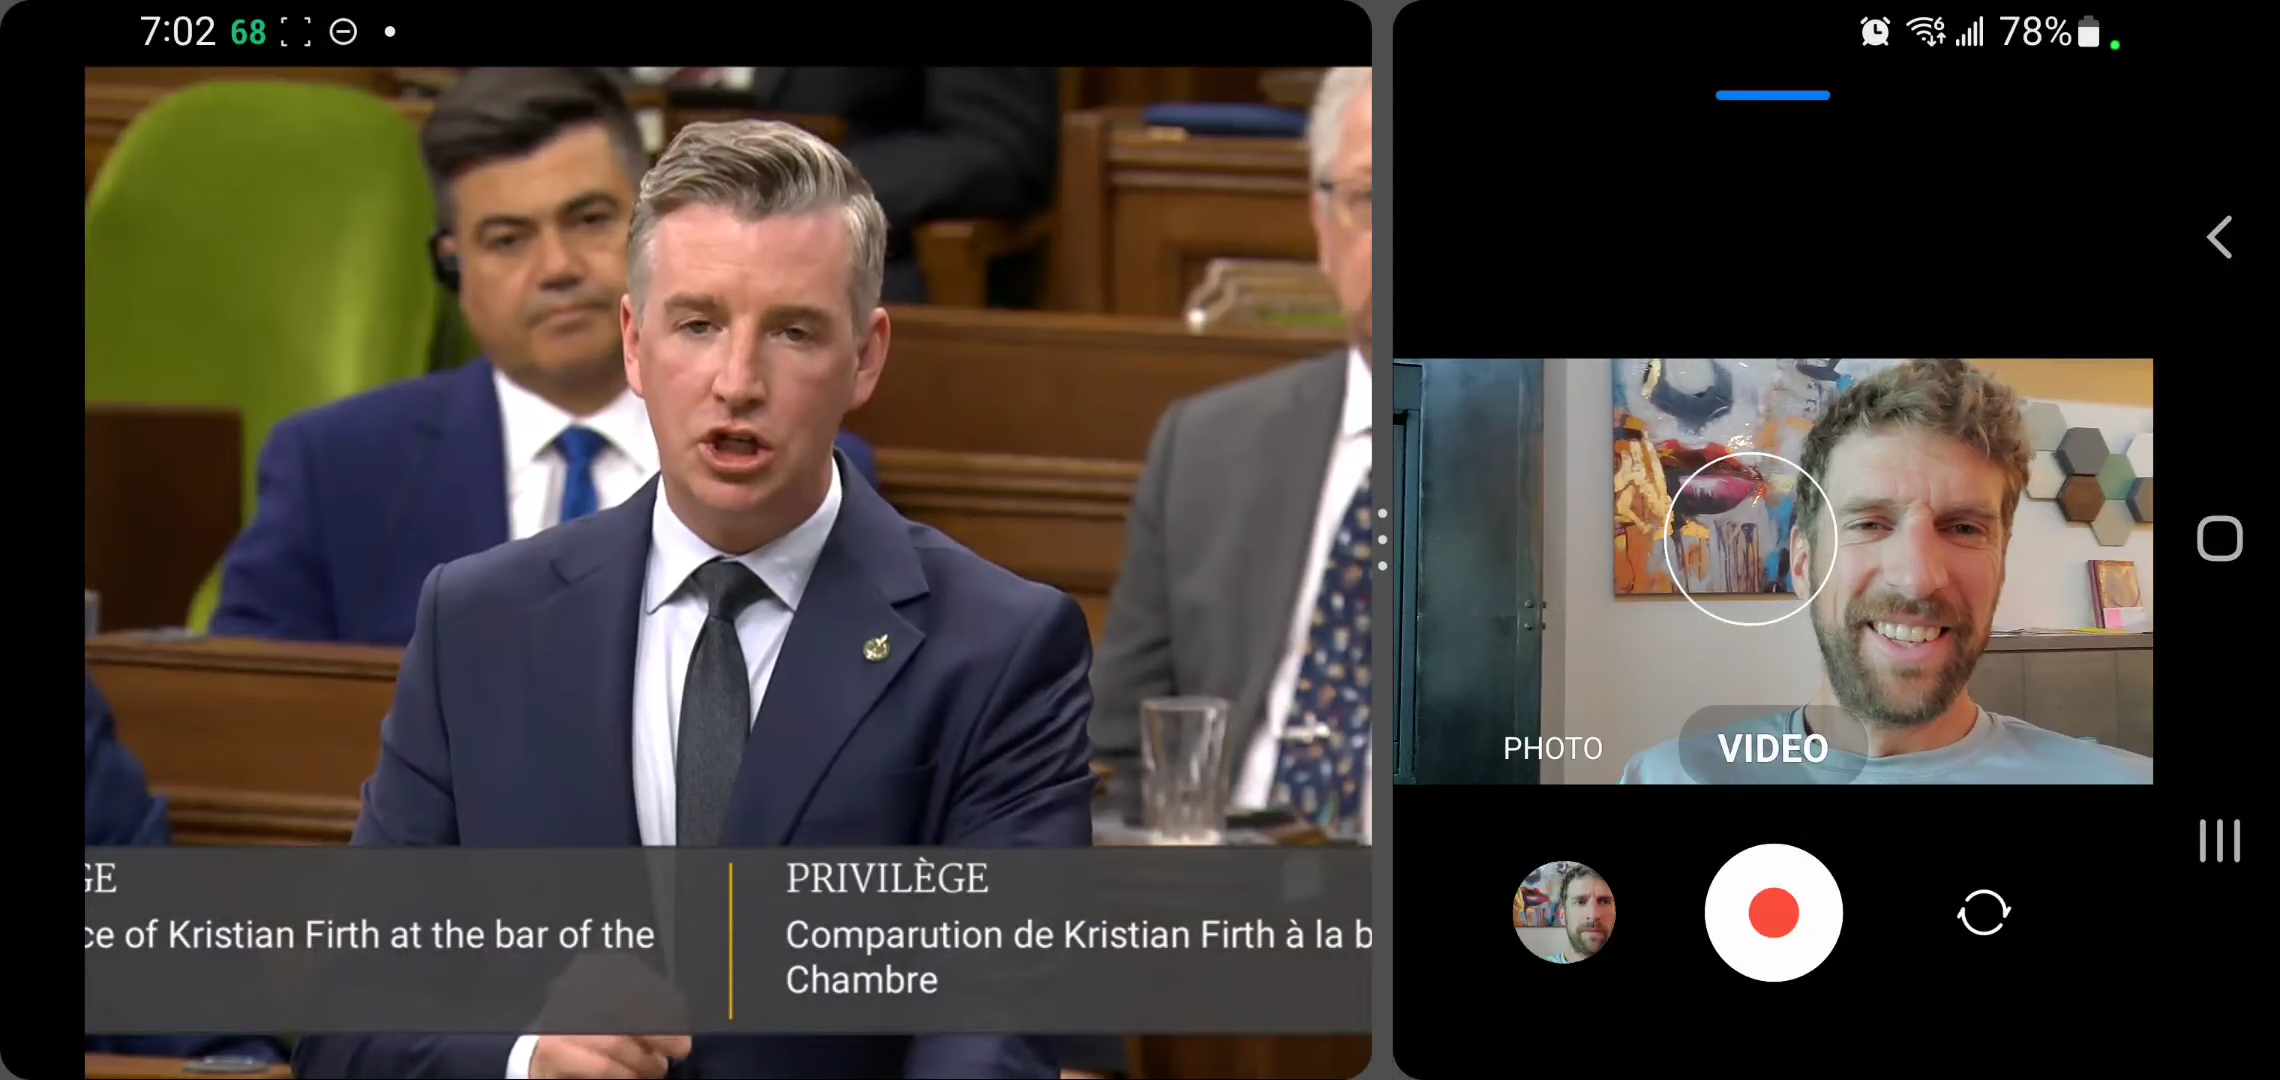 7:02 68
78%
GE
ce of Kristian Firth at the bar of the
PRIVILÈGE
Comparution de Kristian Firth à la b
Chambre
PHOTO VIDEO